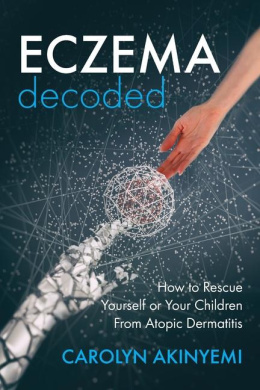 ECZEMA
decoded
How to Rescue
Yourself or Your Children
From Atopic Dermatitis
CAROLYN AKINYEMI